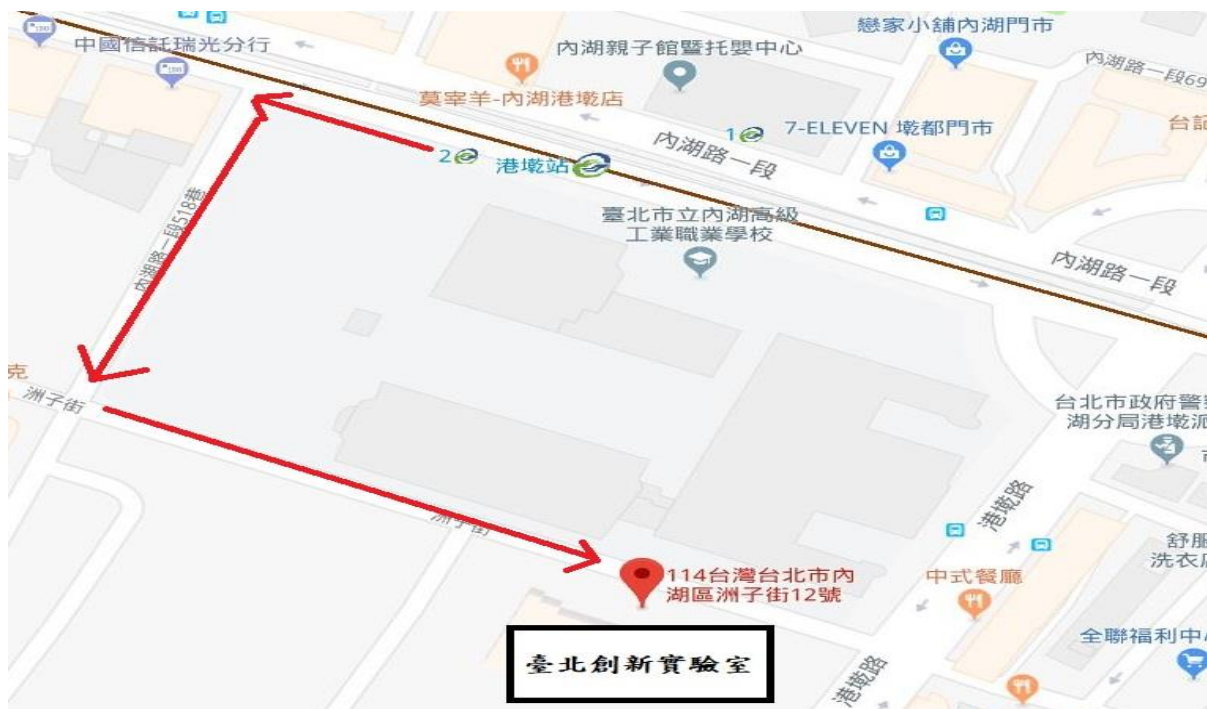 中國信託瑞光分行
莫宰羊-內湖港墘店
內湖親子館暨托嬰中心
戀家小舖內湖門市
內湖路一段69
台記
1
7-ELEVEN 墘都門市
內湖路一段
2
港墘站
臺北市立內湖高級
工業職業學校
內湖路一段
內湖路一段518巷
克
洲子街
台北市政府警察
湖分局港墘派
市
港墘路
洲子街
舒服
洗衣店
114台灣台北市內
湖區洲子街12號
中式餐廳
全聯福利中心
臺北創新實驗室
港墘路